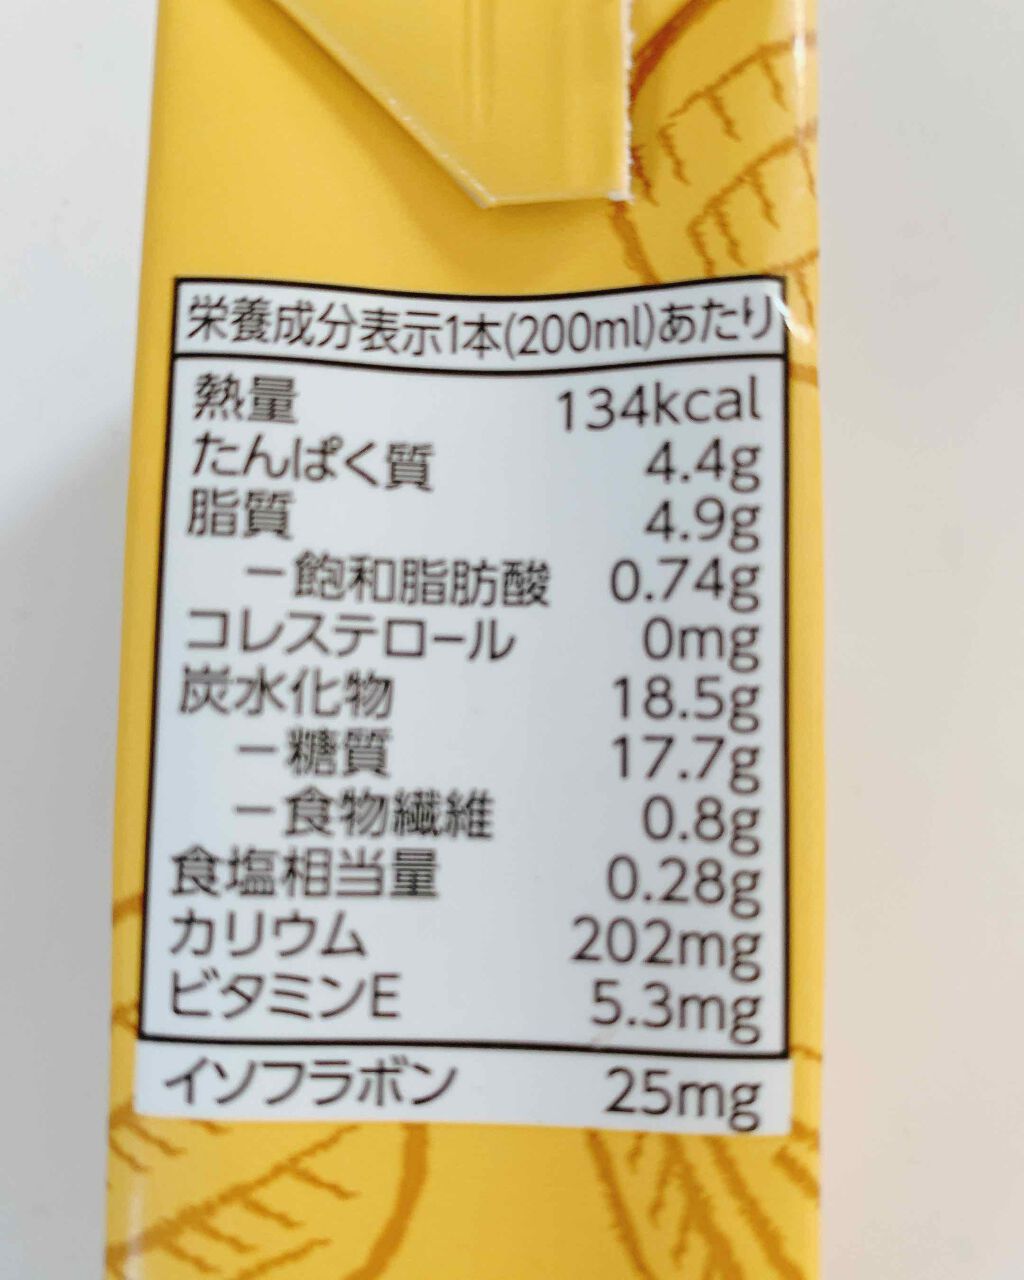 栄養成分表示1本(200ml)あたり
熱量 134kcal
たんぱく質 4.4g
脂質 4.9g
ー飽和脂肪酸 0.74g
コレステロール 0mg
炭水化物 18.5g
ー糖質 17.7g
ー食物繊維 0.8g
食塩相当量 0.28g
カリウム 202mg
ビタミンE 5.3mg
イソフラボン 25mg